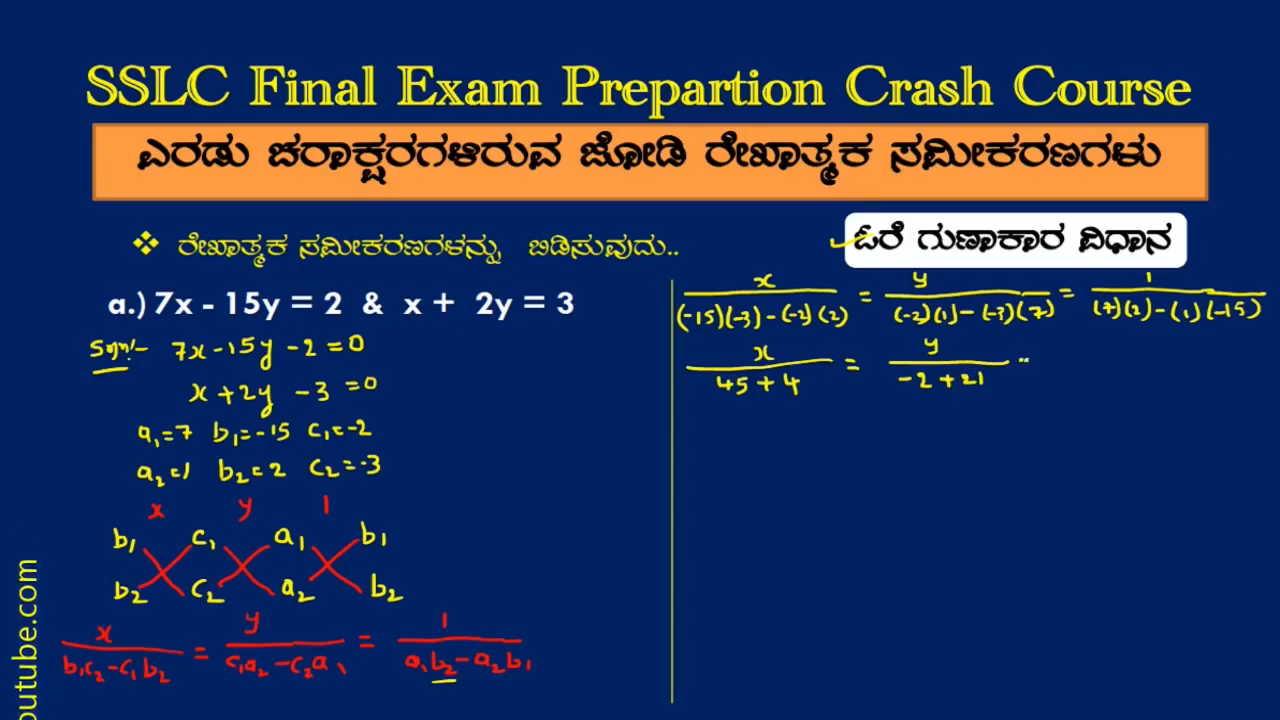 SSLC Final Exam Prepartion Crash Course
ಎರಡು ಚರಾಕ್ಷರಗಳಿರುವ ಜೋಡಿ ರೇಖಾತ್ಮಕ ಸಮೀಕರಣಗಳು
❖ ರೇಖಾತ್ಮಕ ಸಮೀಕರಣಗಳನ್ನು ಬಿಡಿಸುವುದು..
ಓರೆ ಗುಣಾಕಾರ ವಿಧಾನ
a.) 7x - 15y = 2 & x + 2y = 3
Soln:- 7x - 15y - 2 = 0
x + 2y - 3 = 0
a₁=7 b₁=-15 c₁=-2
a₂=1 b₂=2 c₂=-3
x y 1
b₁ c₁ a₁ b₁
b₂ c₂ a₂ b₂
x/(b₁c₂-c₁b₂) = y/(c₁a₂-c₂a₁) = 1/(a₁b₂-a₂b₁)
x/((-15)(-3)-(-2)(2)) = y/((-2)(1)-(-3)(7)) = 1/((7)(2)-(1)(-15))
x/(45+4) = y/(-2+21)
outube.com